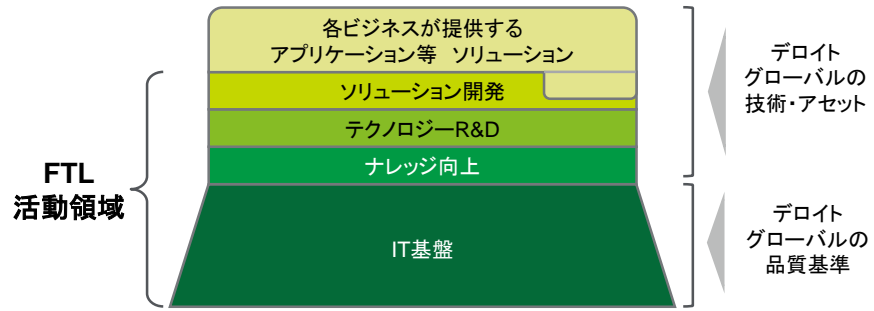 各ビジネスが提供する
アプリケーション等　ソリューション
ソリューション開発
テクノロジーR&D
ナレッジ向上
IT基盤
FTL
活動領域
デロイト
グローバルの
技術・アセット
デロイト
グローバルの
品質基準